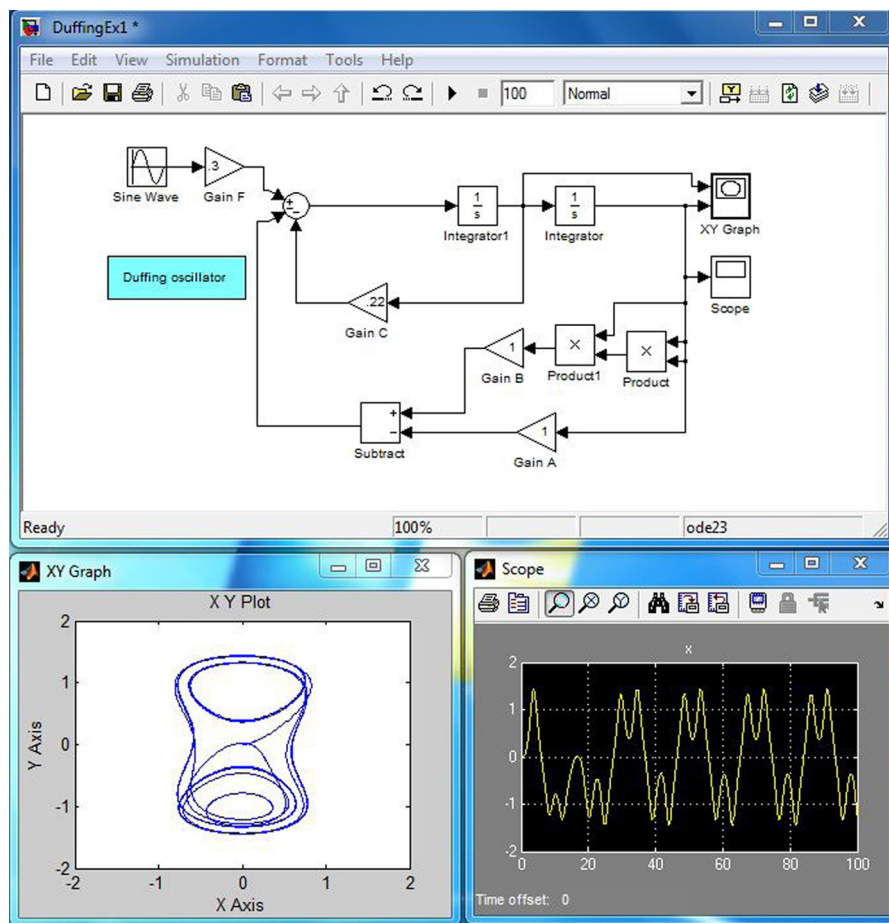 DuffingEx1 *
File Edit View Simulation Format Tools Help
100 Normal
Sine Wave
.3
Gain F
+
-
-
1
s
Integrator1
1
s
Integrator
XY Graph
Duffing oscillator
Scope
.22
Gain C
1
Gain B
×
Product1
×
Product
+
-
Subtract
1
Gain A
Ready 100% ode23
XY Graph
X Y Plot
2
1
0
-1
-2
-2 -1 0 1 2
X Axis
Y Axis
Scope
x
2
1
0
-1
-2
0 20 40 60 80 100
Time offset: 0